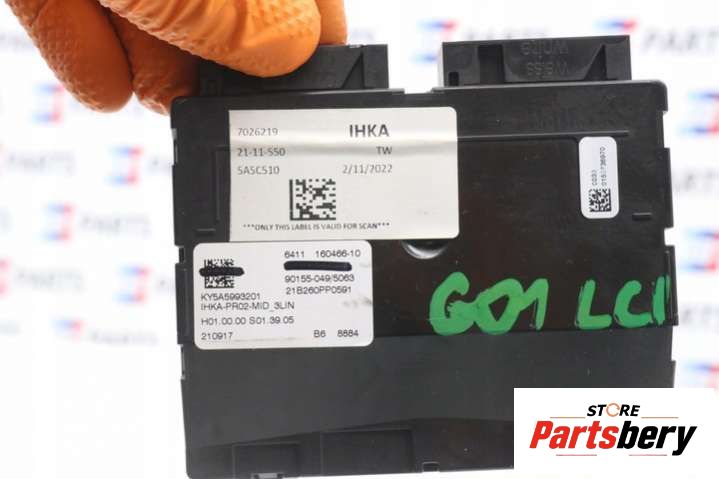 7026219 IHKA
21-11-550 TW
5A5C510 2/11/2022
***ONLY THIS LABEL IS VALID FOR SCAN***
6411 160466-10
90155-049/5063
KY5A5993201 21B260PP0591
IHKA-PR02-MID_3LIN
H01.00.00 S01.39.05
210917 B6 8884
G01 LCI
STORE
Partsbery
PARTS